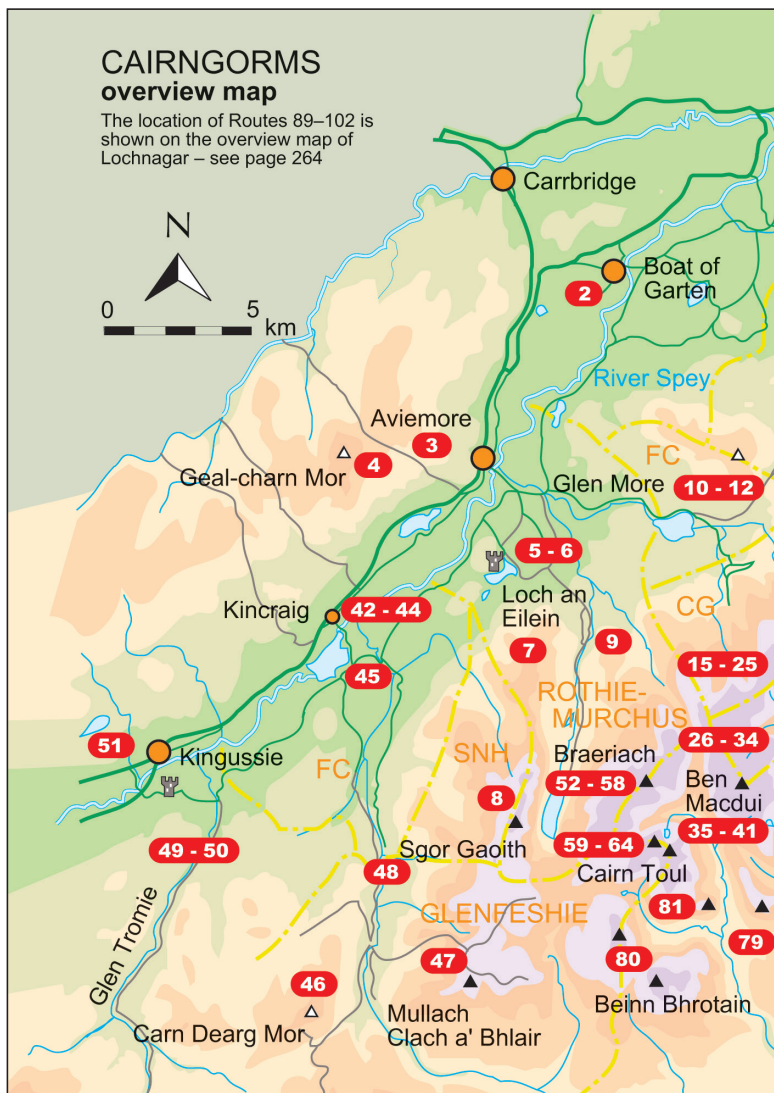 CAIRNGORMS
overview map
The location of Routes 89–102 is
shown on the overview map of
Lochnagar – see page 264
N
0 5
km
Carrbridge
Boat of
Garten
2
River Spey
Aviemore
3
4
Geal-charn Mor
FC
10 - 12
Glen More
5 - 6
Loch an
Eilein
Kincraig
42 - 44
CG
7
9
15 - 25
45
ROTHIE-
MURCHUS
26 - 34
51
Kingussie
FC
SNH
Braeriach
52 - 58
Ben
Macdui
8
35 - 41
49 - 50
Sgor Gaoith
59 - 64
Cairn Toul
48
GLENFESHIE
81
79
Glen Tromie
47
80
46
Mullach
Clach a' Bhlair
Beinn Bhrotain
Carn Dearg Mor